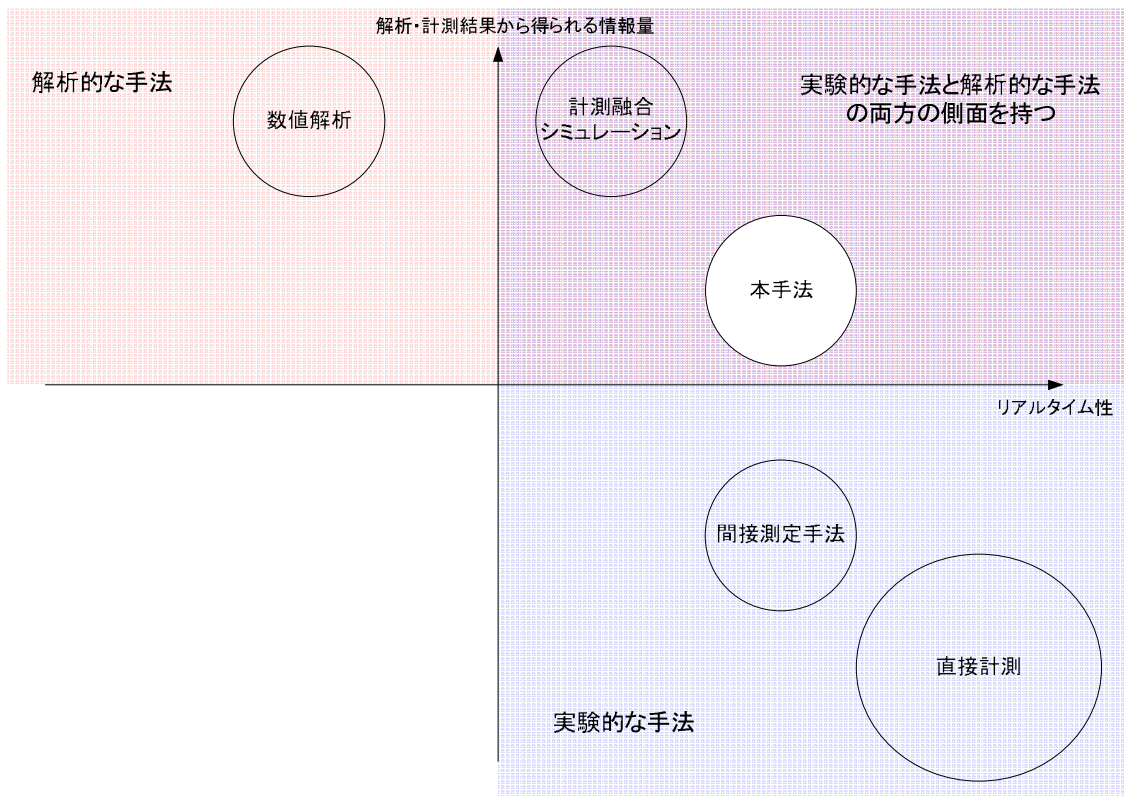 解析・計測結果から得られる情報量
解析的な手法
数値解析
計測融合
シミュレーション
実験的な手法と解析的な手法
の両方の側面を持つ
本手法
リアルタイム性
間接測定手法
直接計測
実験的な手法